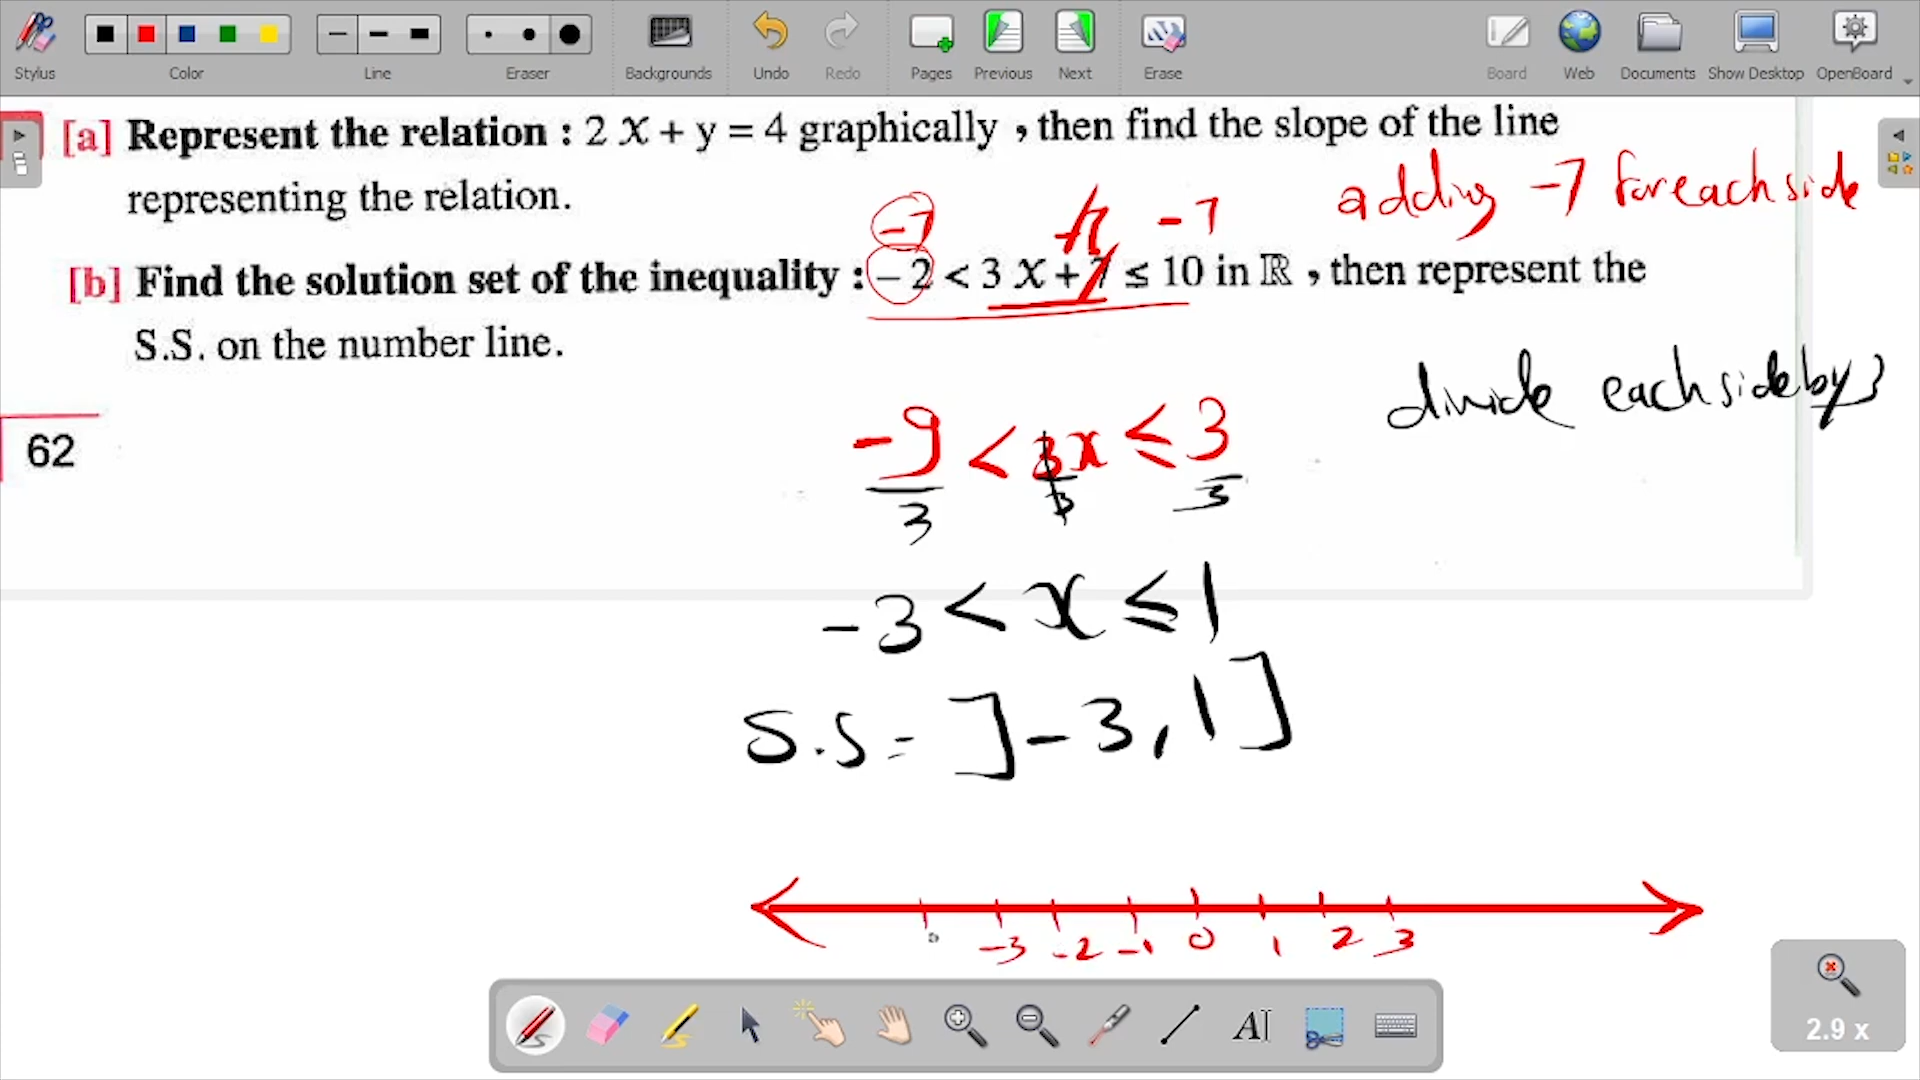 Stylus Color Line Eraser Backgrounds Undo Redo Pages Previous Next Erase Board Web Documents Show Desktop OpenBoard
[a] Represent the relation : 2 X + y = 4 graphically , then find the slope of the line
representing the relation.
adding -7 for each side
-7 -7 -7
[b] Find the solution set of the inequality : – 2 < 3 X + 7 ≤ 10 in ℝ , then represent the
S.S. on the number line.
divide each side by 3
62
-9 < 3x ≤ 3
3 3 3
-3 < x ≤ 1
S.S = ]-3, 1]
-3 -2 -1 0 1 2 3
2.9 x